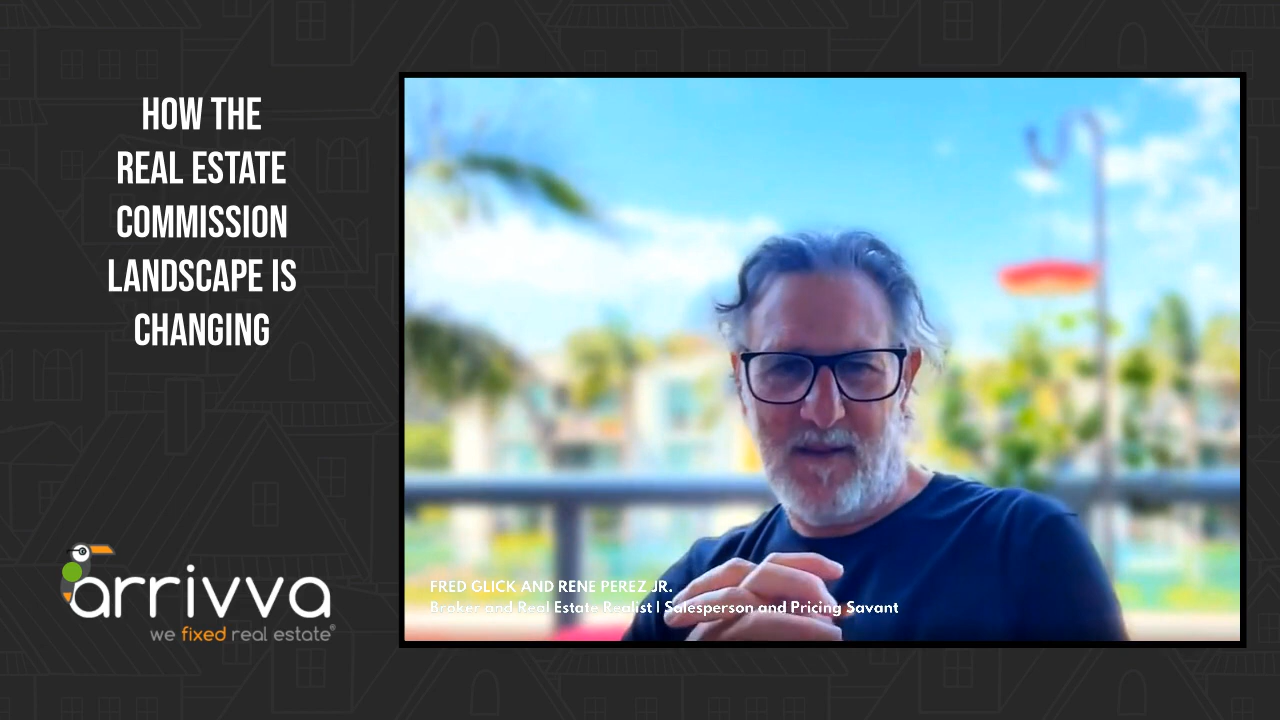 HOW THE
REAL ESTATE
COMMISSION
LANDSCAPE IS
CHANGING
FRED GLICK AND RENE PEREZ JR.
Broker and Real Estate Realist | Salesperson and Pricing Savant
arrivva
we fixed real estate®